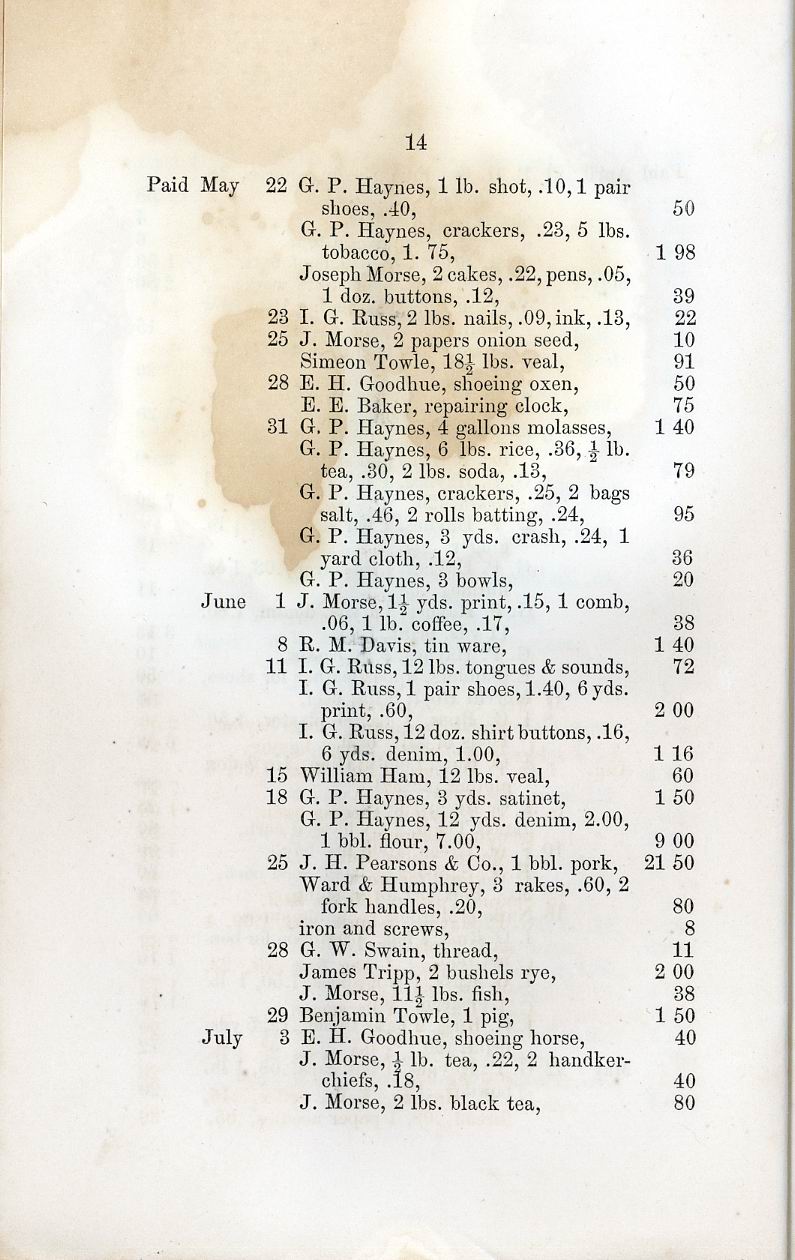 14
Paid May 22 G. P. Haynes, 1 lb. shot, .10, 1 pair
shoes, .40, 50
G. P. Haynes, crackers, .23, 5 lbs.
tobacco, 1. 75, 1 98
Joseph Morse, 2 cakes, .22, pens, .05,
1 doz. buttons, .12, 39
23 I. G. Russ, 2 lbs. nails, .09, ink, .13, 22
25 J. Morse, 2 papers onion seed, 10
Simeon Towle, 18½ lbs. veal, 91
28 E. H. Goodhue, shoeing oxen, 50
E. E. Baker, repairing clock, 75
31 G. P. Haynes, 4 gallons molasses, 1 40
G. P. Haynes, 6 lbs. rice, .36, ½ lb.
tea, .30, 2 lbs. soda, .13, 79
G. P. Haynes, crackers, .25, 2 bags
salt, .46, 2 rolls batting, .24, 95
G. P. Haynes, 3 yds. crash, .24, 1
yard cloth, .12, 36
G. P. Haynes, 3 bowls, 20
June 1 J. Morse, 1½ yds. print, .15, 1 comb,
.06, 1 lb. coffee, .17, 38
8 R. M. Davis, tin ware, 1 40
11 I. G. Russ, 12 lbs. tongues & sounds, 72
I. G. Russ, 1 pair shoes, 1.40, 6 yds.
print, .60, 2 00
I. G. Russ, 12 doz. shirt buttons, .16,
6 yds. denim, 1.00, 1 16
15 William Ham, 12 lbs. veal, 60
18 G. P. Haynes, 3 yds. satinet, 1 50
G. P. Haynes, 12 yds. denim, 2.00,
1 bbl. flour, 7.00, 9 00
25 J. H. Pearsons & Co., 1 bbl. pork, 21 50
Ward & Humphrey, 3 rakes, .60, 2
fork handles, .20, 80
iron and screws, 8
28 G. W. Swain, thread, 11
James Tripp, 2 bushels rye, 2 00
J. Morse, 11½ lbs. fish, 38
29 Benjamin Towle, 1 pig, 1 50
July 3 E. H. Goodhue, shoeing horse, 40
J. Morse, ½ lb. tea, .22, 2 handker-
chiefs, .18, 40
J. Morse, 2 lbs. black tea, 80